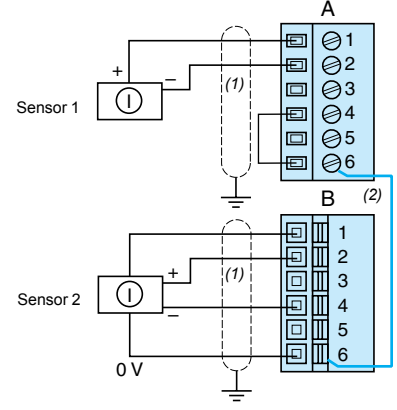 A
1
2
3
4
5
6
+
–
(1)
Sensor 1
I
(2)
B
1
2
3
4
5
6
+
–
(1)
Sensor 2
I
0 V